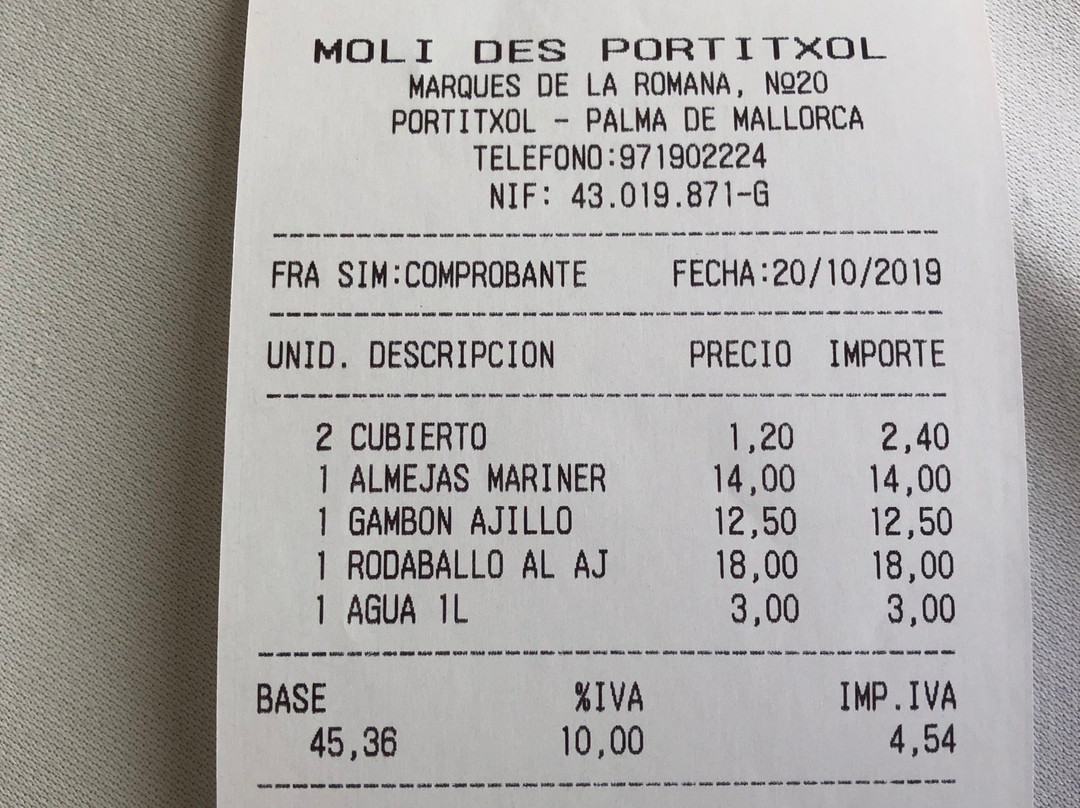 MOLI DES PORTITXOL
MARQUES DE LA ROMANA, Nº20
PORTITXOL - PALMA DE MALLORCA
TELEFONO:971902224
NIF: 43.019.871-G
FRA SIM:COMPROBANTE FECHA:20/10/2019
UNID. DESCRIPCION PRECIO IMPORTE
2 CUBIERTO 1,20 2,40
1 ALMEJAS MARINER 14,00 14,00
1 GAMBON AJILLO 12,50 12,50
1 RODABALLO AL AJ 18,00 18,00
1 AGUA 1L 3,00 3,00
BASE %IVA IMP.IVA
45,36 10,00 4,54